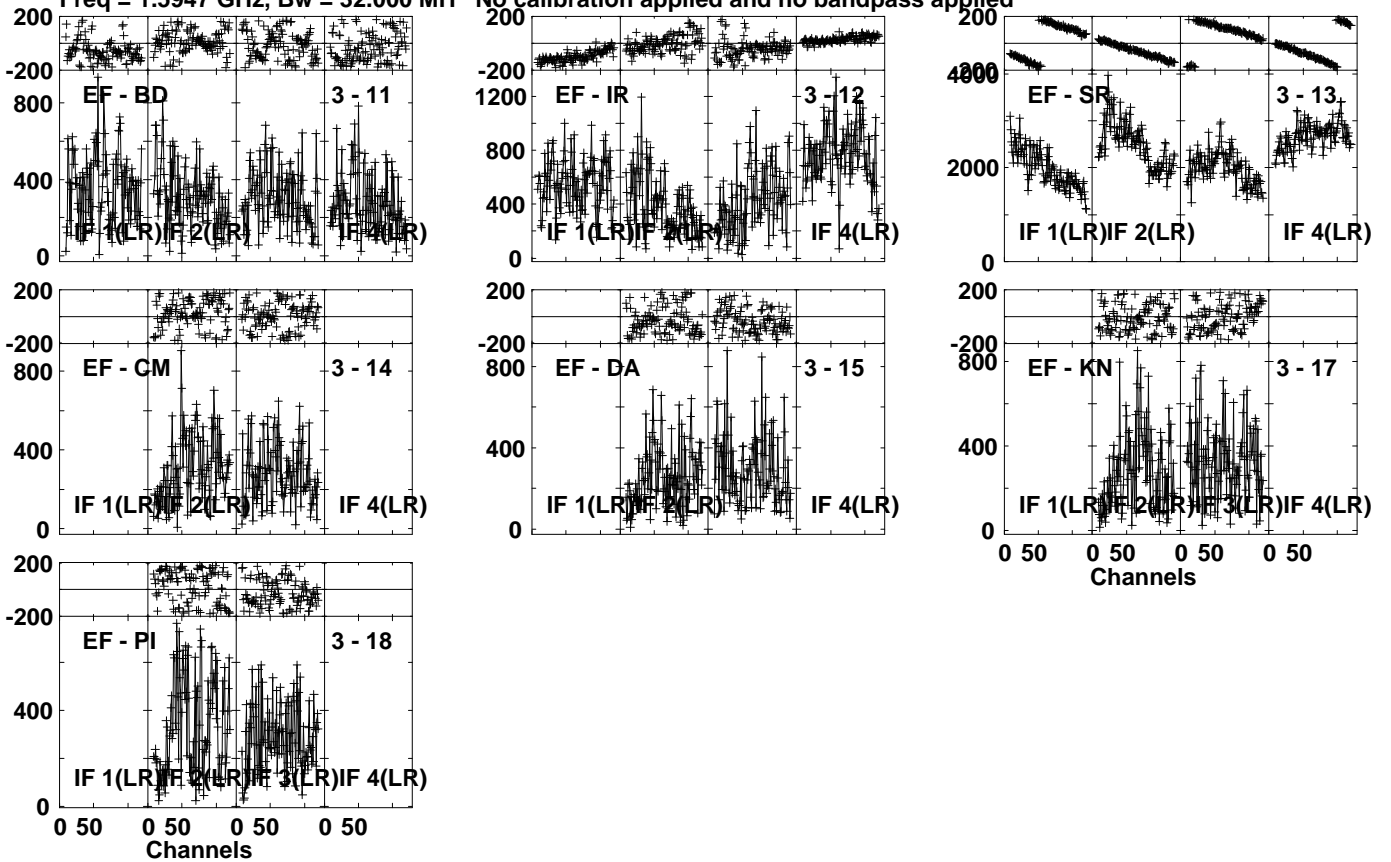 Freq = 1.5947 GHz, Bw = 32.000 MH No calibration applied and no bandpass applied
200
-200
EF - BD 3 - 11
800
400
0
IF 1(LR) IF 2(LR) IF 4(LR)
200
-200
EF - IR 3 - 12
1200
800
400
0
IF 1(LR) IF 2(LR) IF 4(LR)
200
-200
4000
EF - SR 3 - 13
2000
0
IF 1(LR) IF 2(LR) IF 4(LR)
200
-200
EF - CM 3 - 14
800
400
0
IF 1(LR) IF 2(LR) IF 4(LR)
200
-200
EF - DA 3 - 15
800
400
0
IF 1(LR) IF 2(LR) IF 4(LR)
200
-200
EF - KN 3 - 17
800
400
0
IF 1(LR) IF 2(LR) IF 3(LR) IF 4(LR)
0 50 0 50 0 50 0 50
Channels
200
-200
EF - PI 3 - 18
400
0
IF 1(LR) IF 2(LR) IF 3(LR) IF 4(LR)
0 50 0 50 0 50 0 50
Channels